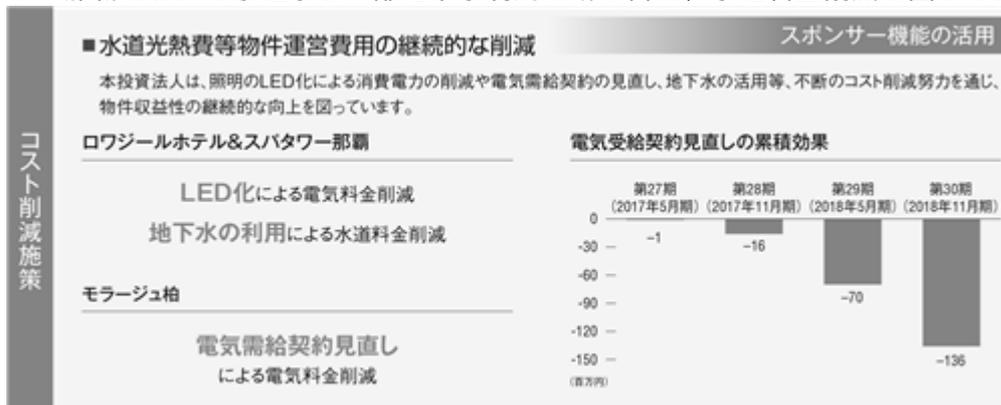 コスト削減施策
■水道光熱費等物件運営費用の継続的な削減
スポンサー機能の活用
本投資法人は、照明のLED化による消費電力の削減や電気需給契約の見直し、地下水の活用等、不断のコスト削減努力を通じ、
物件収益性の継続的な向上を図っています。
ロワジールホテル&スパタワー那覇
LED化による電気料金削減
地下水の利用による水道料金削減
モラージュ柏
電気需給契約見直し
による電気料金削減
電気受給契約見直しの累積効果
第27期 第28期 第29期 第30期
(2017年5月期) (2017年11月期) (2018年5月期) (2018年11月期)
0
-30
-60
-90
-120
-150
(百万円)
-1
-16
-70
-136